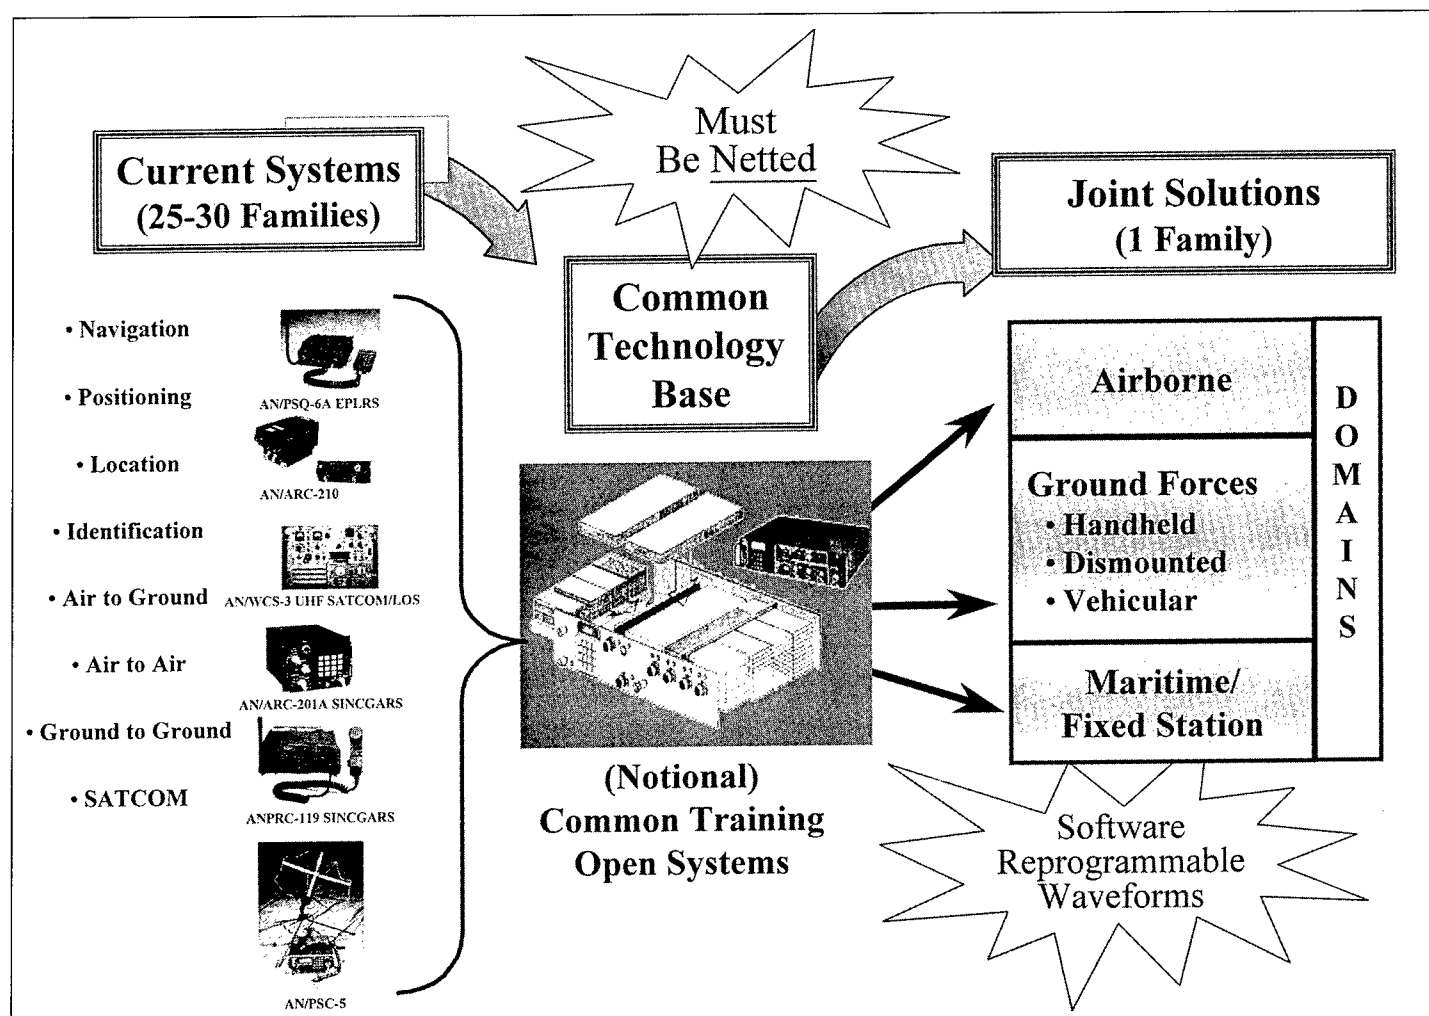 Current Systems
(25-30 Families)
Must
Be Netted
Joint Solutions
(1 Family)
Common
Technology
Base
• Navigation
• Positioning
• Location
• Identification
• Air to Ground
• Air to Air
• Ground to Ground
• SATCOM
AN/PSQ-6A EPLRS
AN/ARC-210
AN/WCS-3 UHF SATCOM/LOS
AN/ARC-201A SINCGARS
ANPRC-119 SINCGARS
AN/PSC-5
(Notional)
Common Training
Open Systems
Airborne
Ground Forces
• Handheld
• Dismounted
• Vehicular
Maritime/
Fixed Station
DOMAINS
Software
Reprogrammable
Waveforms